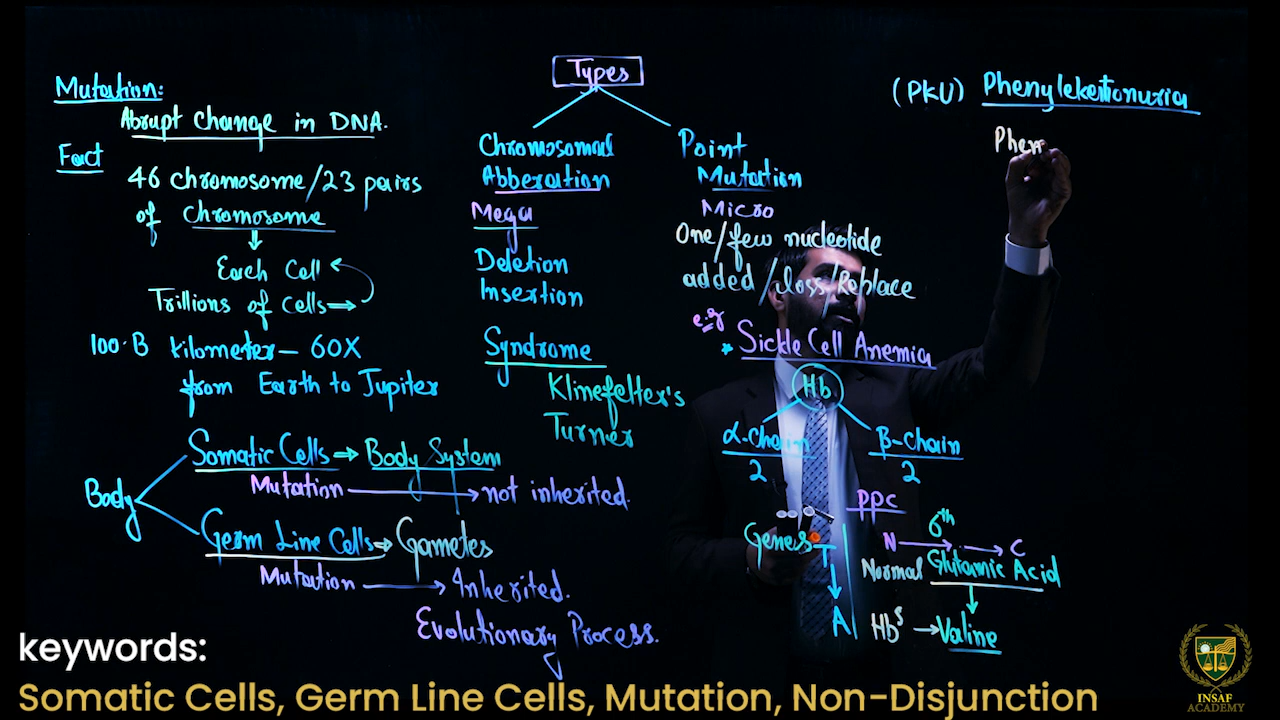 Mutation:
Abrupt change in DNA.
Fact
46 chromosome/23 pairs
of chromosome
Each Cell
Trillions of cells
100.B kilometer - 60X
from Earth to Jupiter
Body
Somatic Cells → Body System
Mutation → not inherited.
Germ Line Cells → Gametes
Mutation → Inherited.
Evolutionary Process.
Types
Chromosomal
Abberation
Mega
Deletion
Insertion
Syndrome
Klinefelter's
Turner
Point
Mutation
Micro
One/few nucleotide
added/loss/Replace
e.g
* Sickle Cell Anemia
Hb
α-chain
2
β-chain
2
PPC
Genes
T
A
6th
N → C
Normal Glutamic Acid
Hbs → Valine
(PKU) Phenyleketionuria
Phen
keywords:
Somatic Cells, Germ Line Cells, Mutation, Non-Disjunction
INSAF
ACADEMY